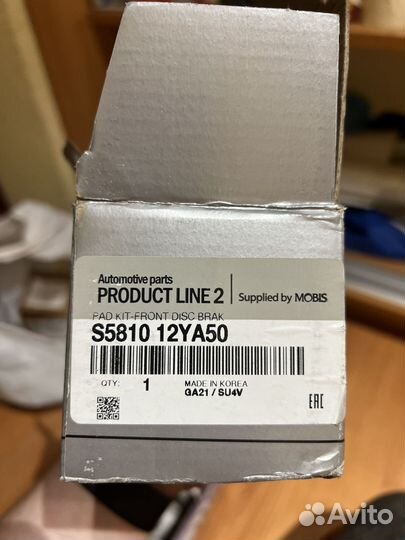 Automotive parts
PRODUCT LINE 2 Supplied by MOBIS
PAD KIT-FRONT DISC BRAK
S5810 12YA50
QTY: 1 MADE IN KOREA
GA21 / SU4V
EAC
Avito